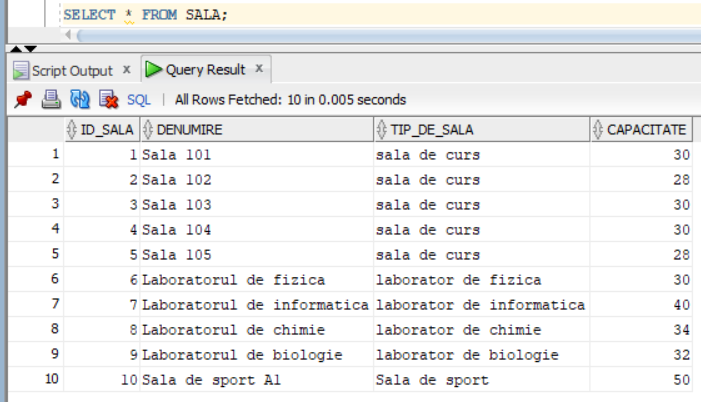 SELECT * FROM SALA;
Script Output x Query Result x
SQL | All Rows Fetched: 10 in 0.005 seconds
ID_SALA DENUMIRE TIP_DE_SALA CAPACITATE
1 1 Sala 101 sala de curs 30
2 2 Sala 102 sala de curs 28
3 3 Sala 103 sala de curs 30
4 4 Sala 104 sala de curs 30
5 5 Sala 105 sala de curs 28
6 6 Laboratorul de fizica laborator de fizica 30
7 7 Laboratorul de informatica laborator de informatica 40
8 8 Laboratorul de chimie laborator de chimie 34
9 9 Laboratorul de biologie laborator de biologie 32
10 10 Sala de sport A1 Sala de sport 50